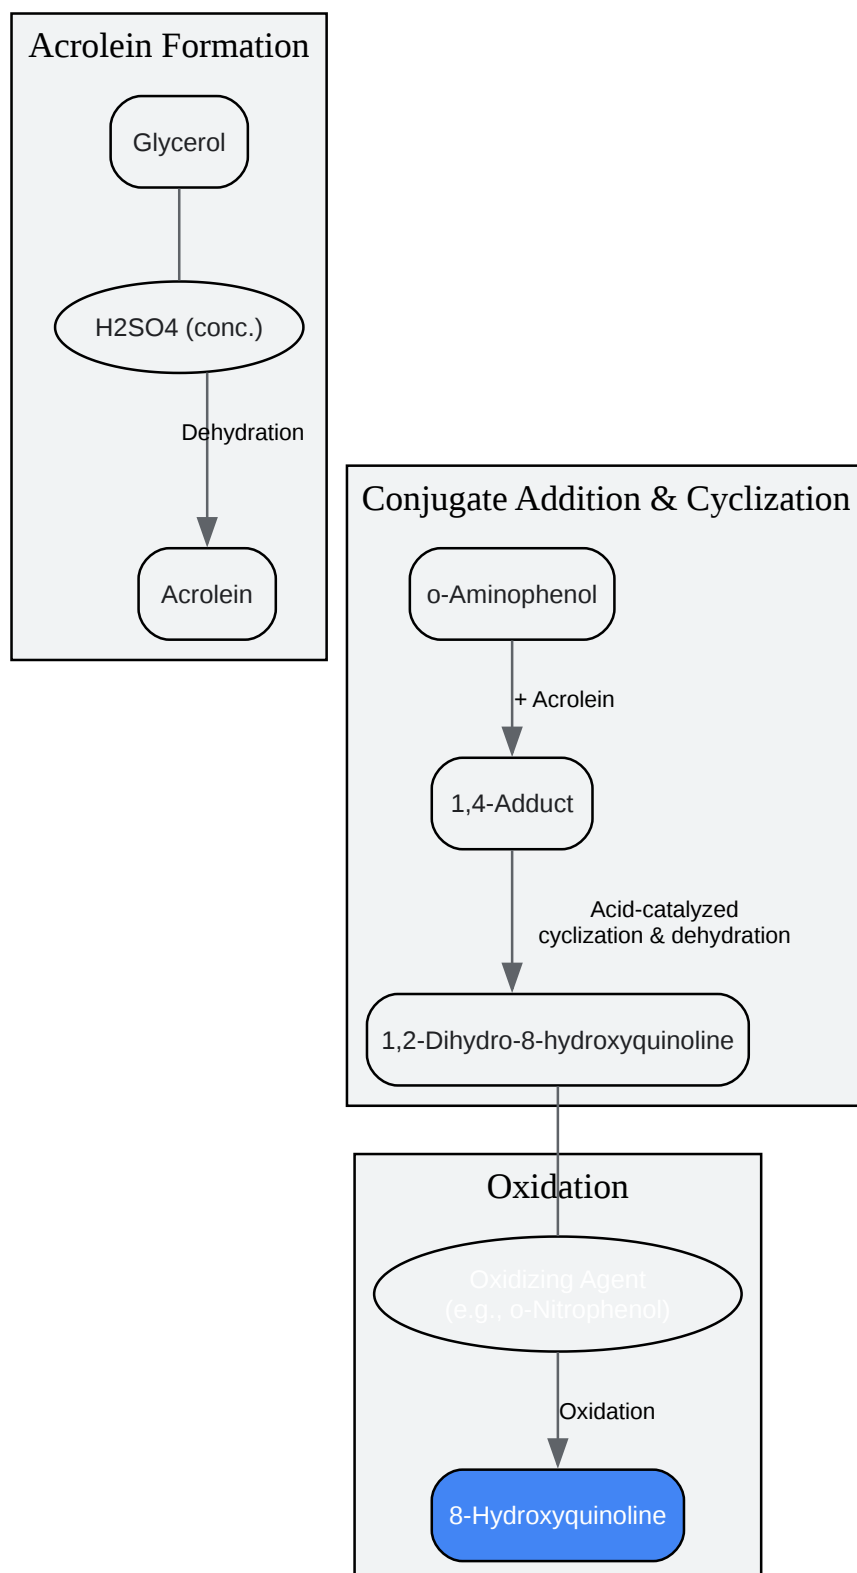 Acrolein Formation
Glycerol
H2SO4 (conc.)
Dehydration
Acrolein
Conjugate Addition & Cyclization
o-Aminophenol
+ Acrolein
1,4-Adduct
Acid-catalyzed
cyclization & dehydration
1,2-Dihydro-8-hydroxyquinoline
Oxidation
Oxidizing Agent
(e.g., o-Nitrophenol)
Oxidation
8-Hydroxyquinoline